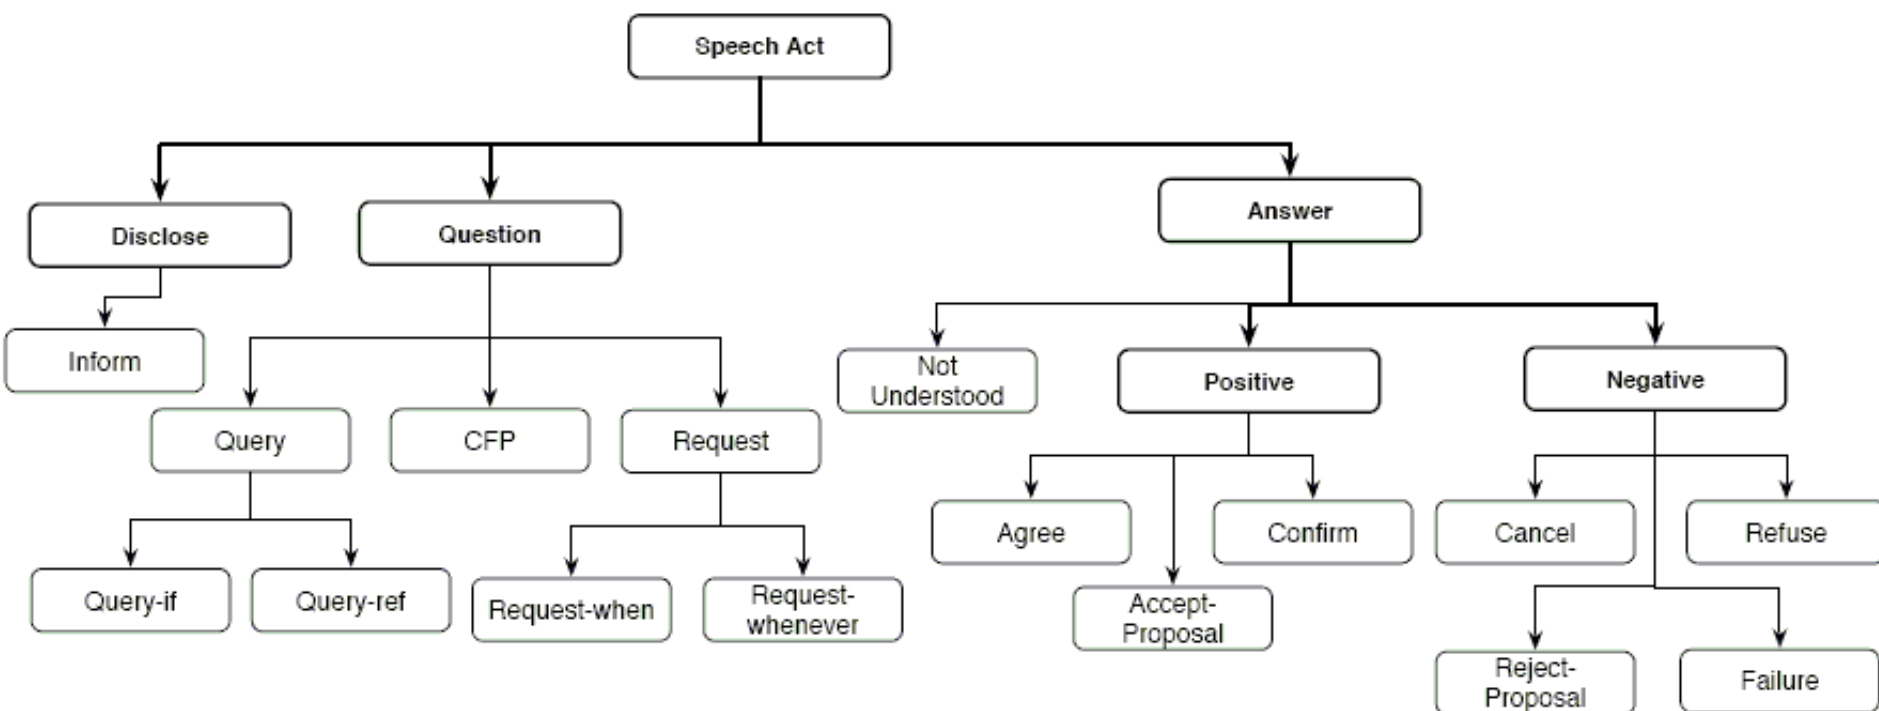 Speech Act
Disclose
Question
Answer
Inform
Not
Understood
Positive
Negative
Query
CFP
Request
Agree
Confirm
Cancel
Refuse
Query-if
Query-ref
Request-when
Request-
whenever
Accept-
Proposal
Reject-
Proposal
Failure